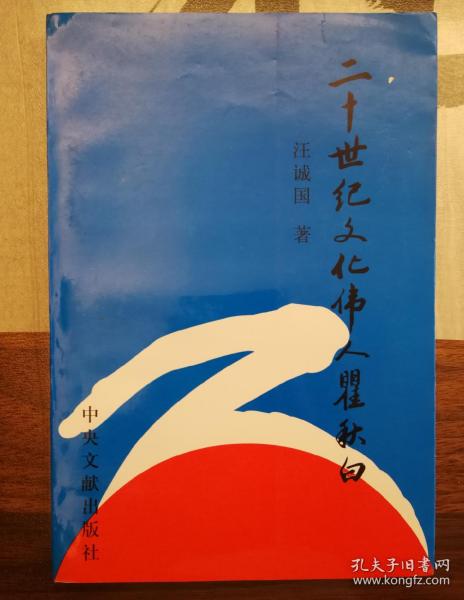 二十世纪文化伟人瞿秋白
汪诚国 著
中央文献出版社
孔夫子旧书网
www.kongfz.com